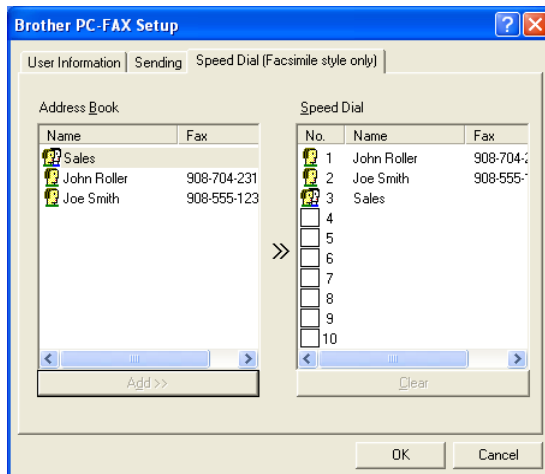 Brother PC-FAX Setup
User Information Sending Speed Dial (Facsimile style only)
Address Book Speed Dial
Name Fax No. Name Fax
Sales 1 John Roller 908-704-2
John Roller 908-704-231 2 Joe Smith 908-555-
Joe Smith 908-555-123 3 Sales
4
5
6
7
8
9
10
Add >> Clear
OK Cancel